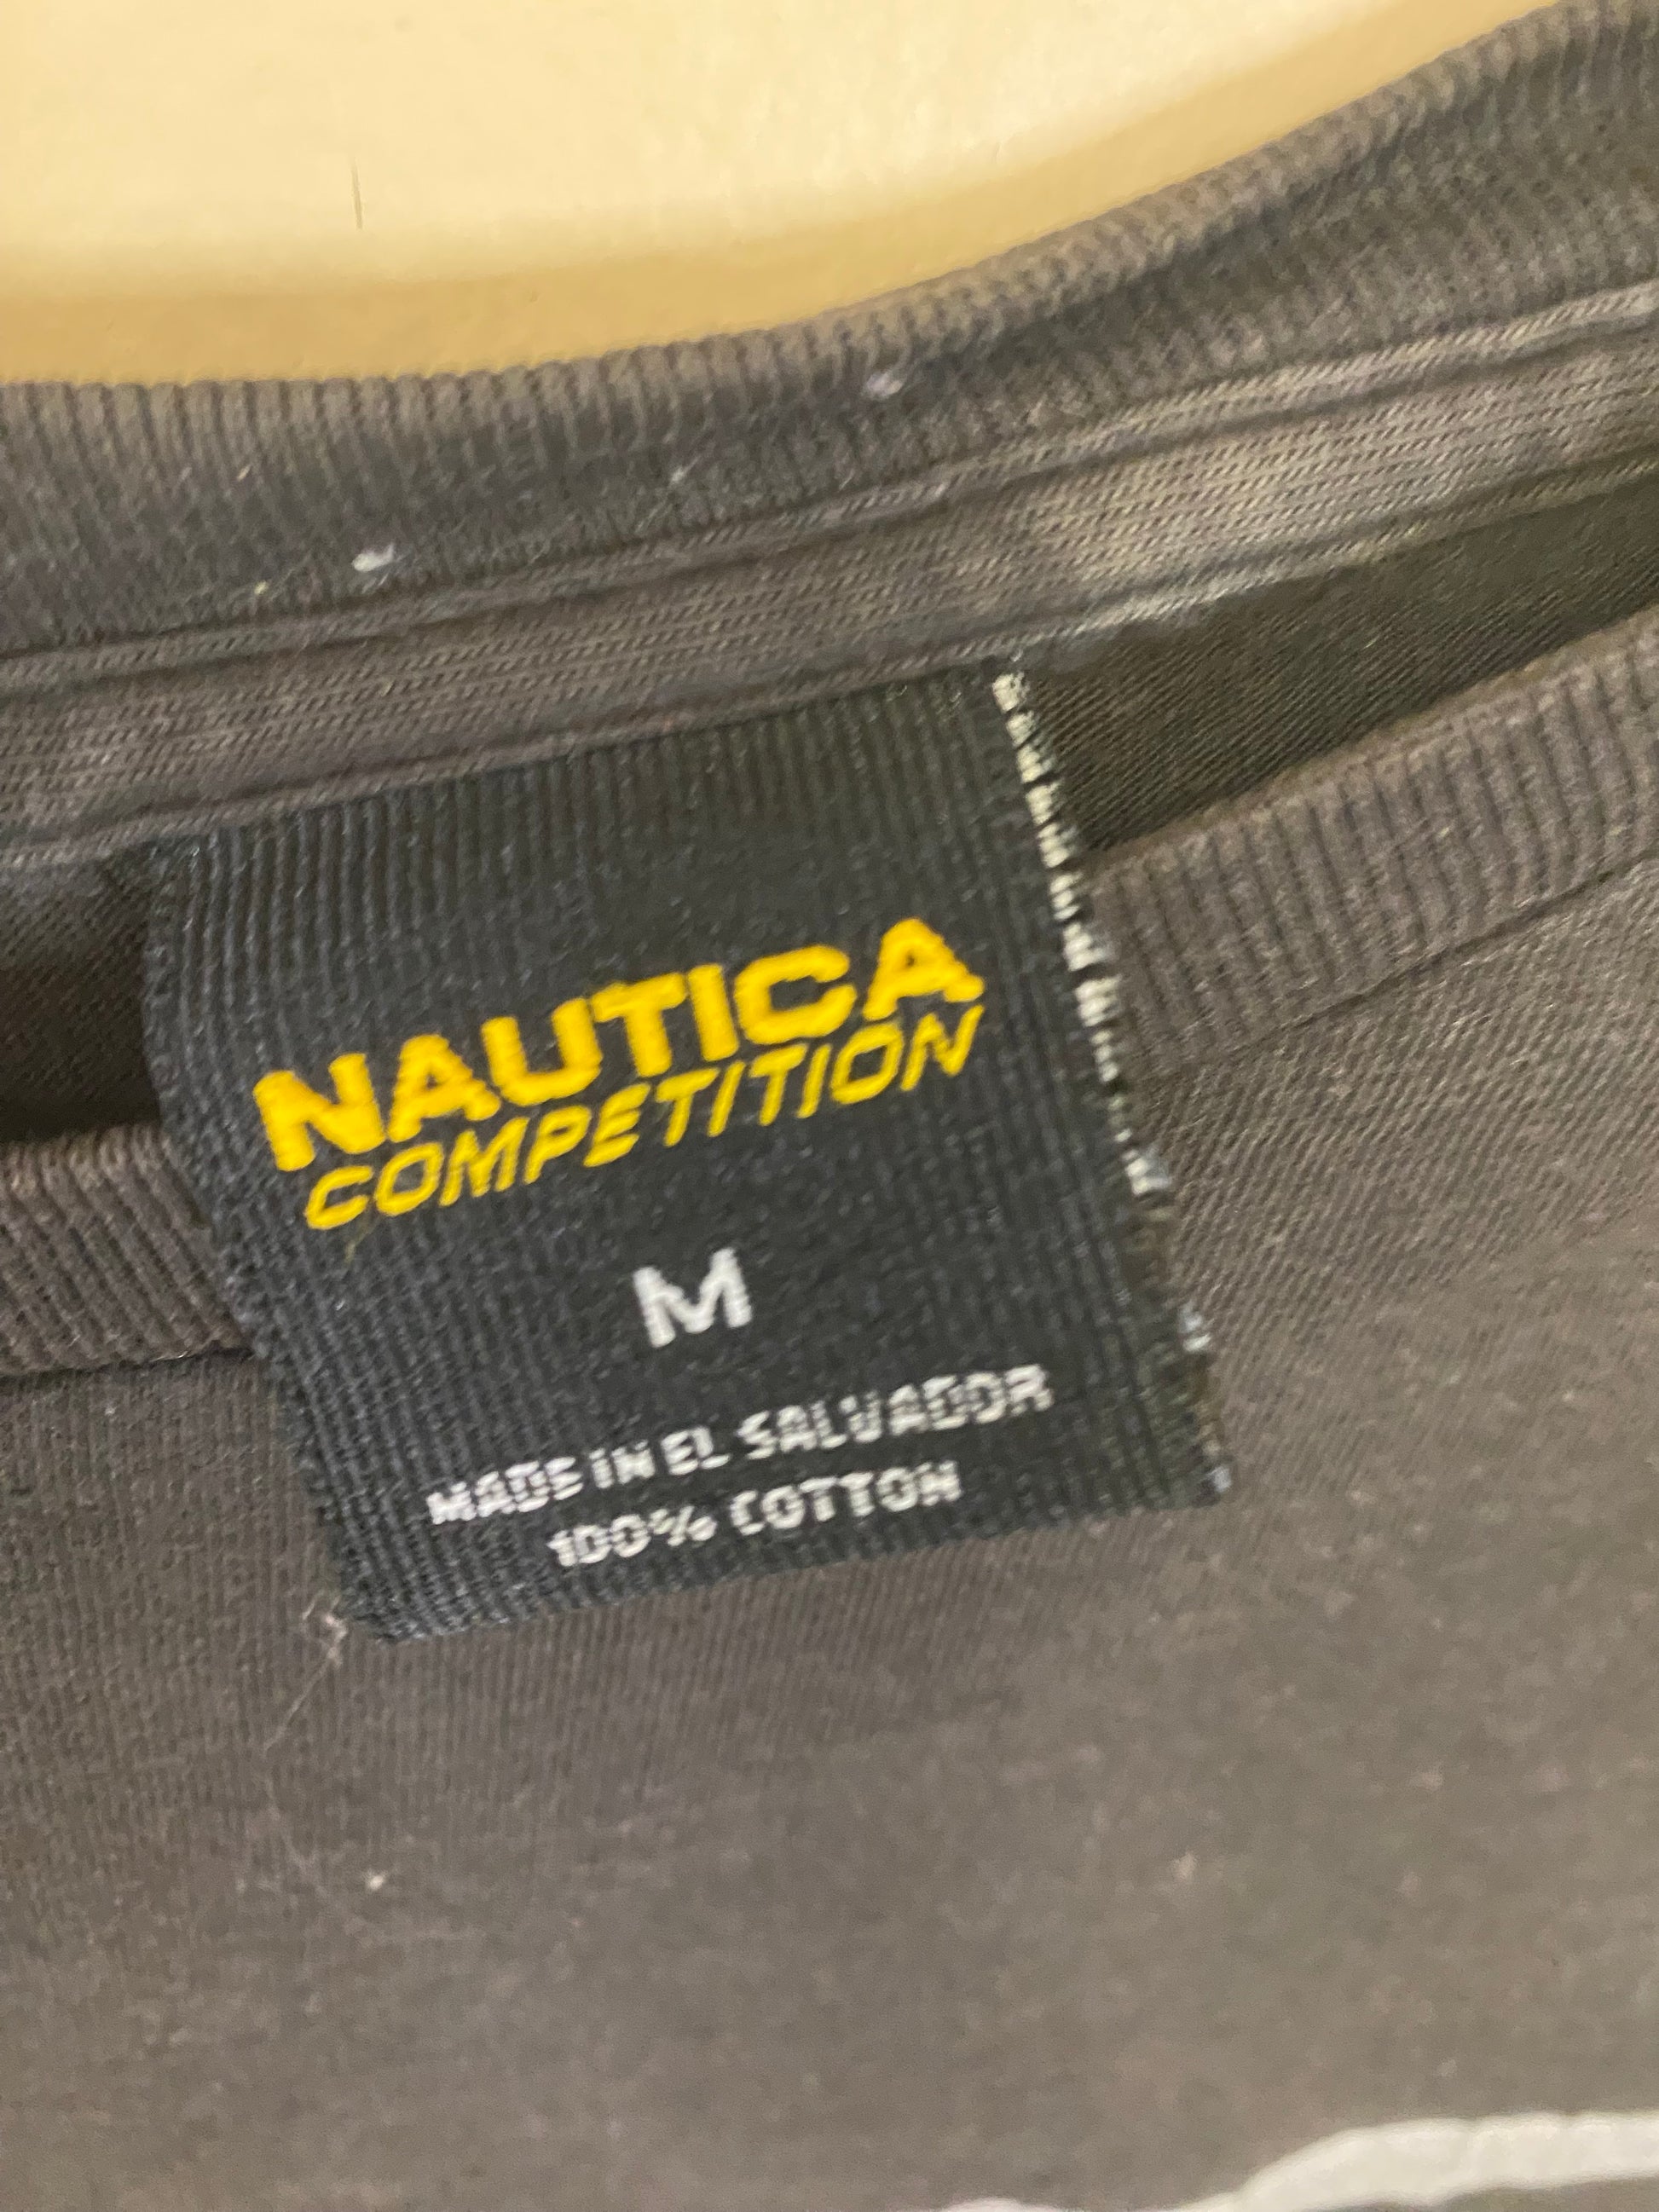 NAUTICA
COMPETITION
M
MADE IN EL SALVADOR
100% COTTON